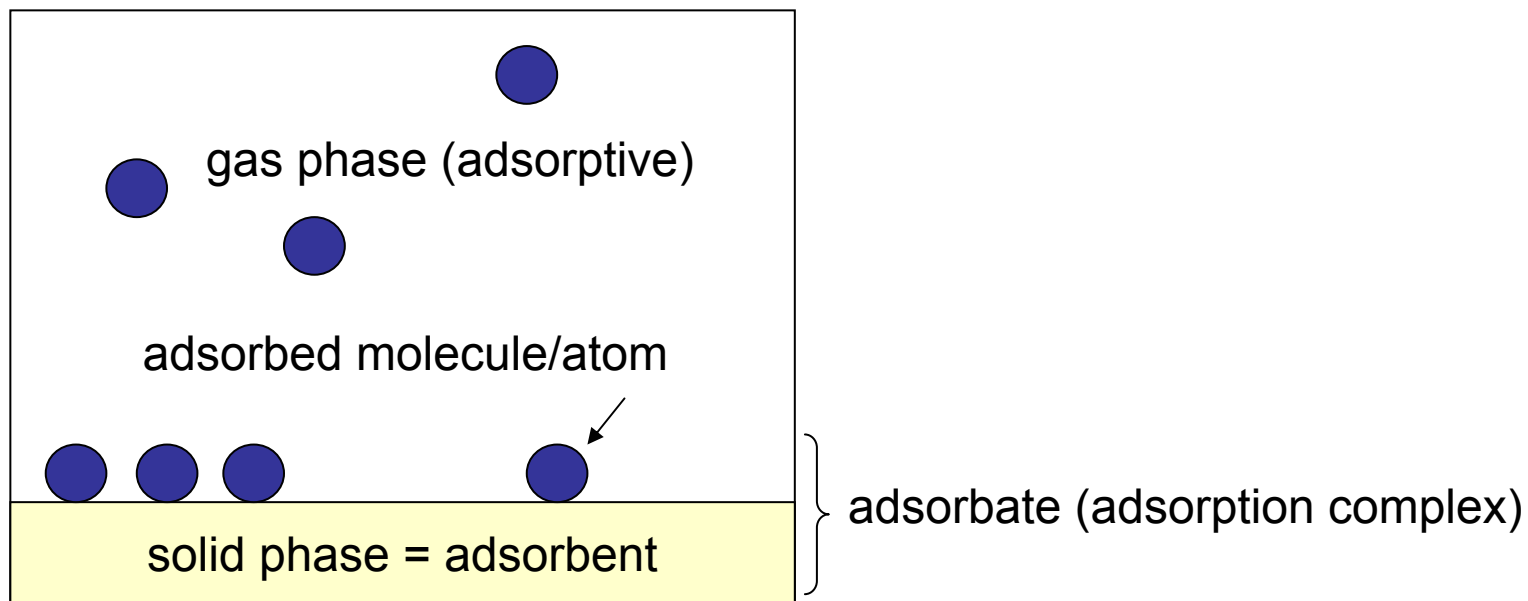 gas phase (adsorptive)
adsorbed molecule/atom
adsorbate (adsorption complex)
solid phase = adsorbent